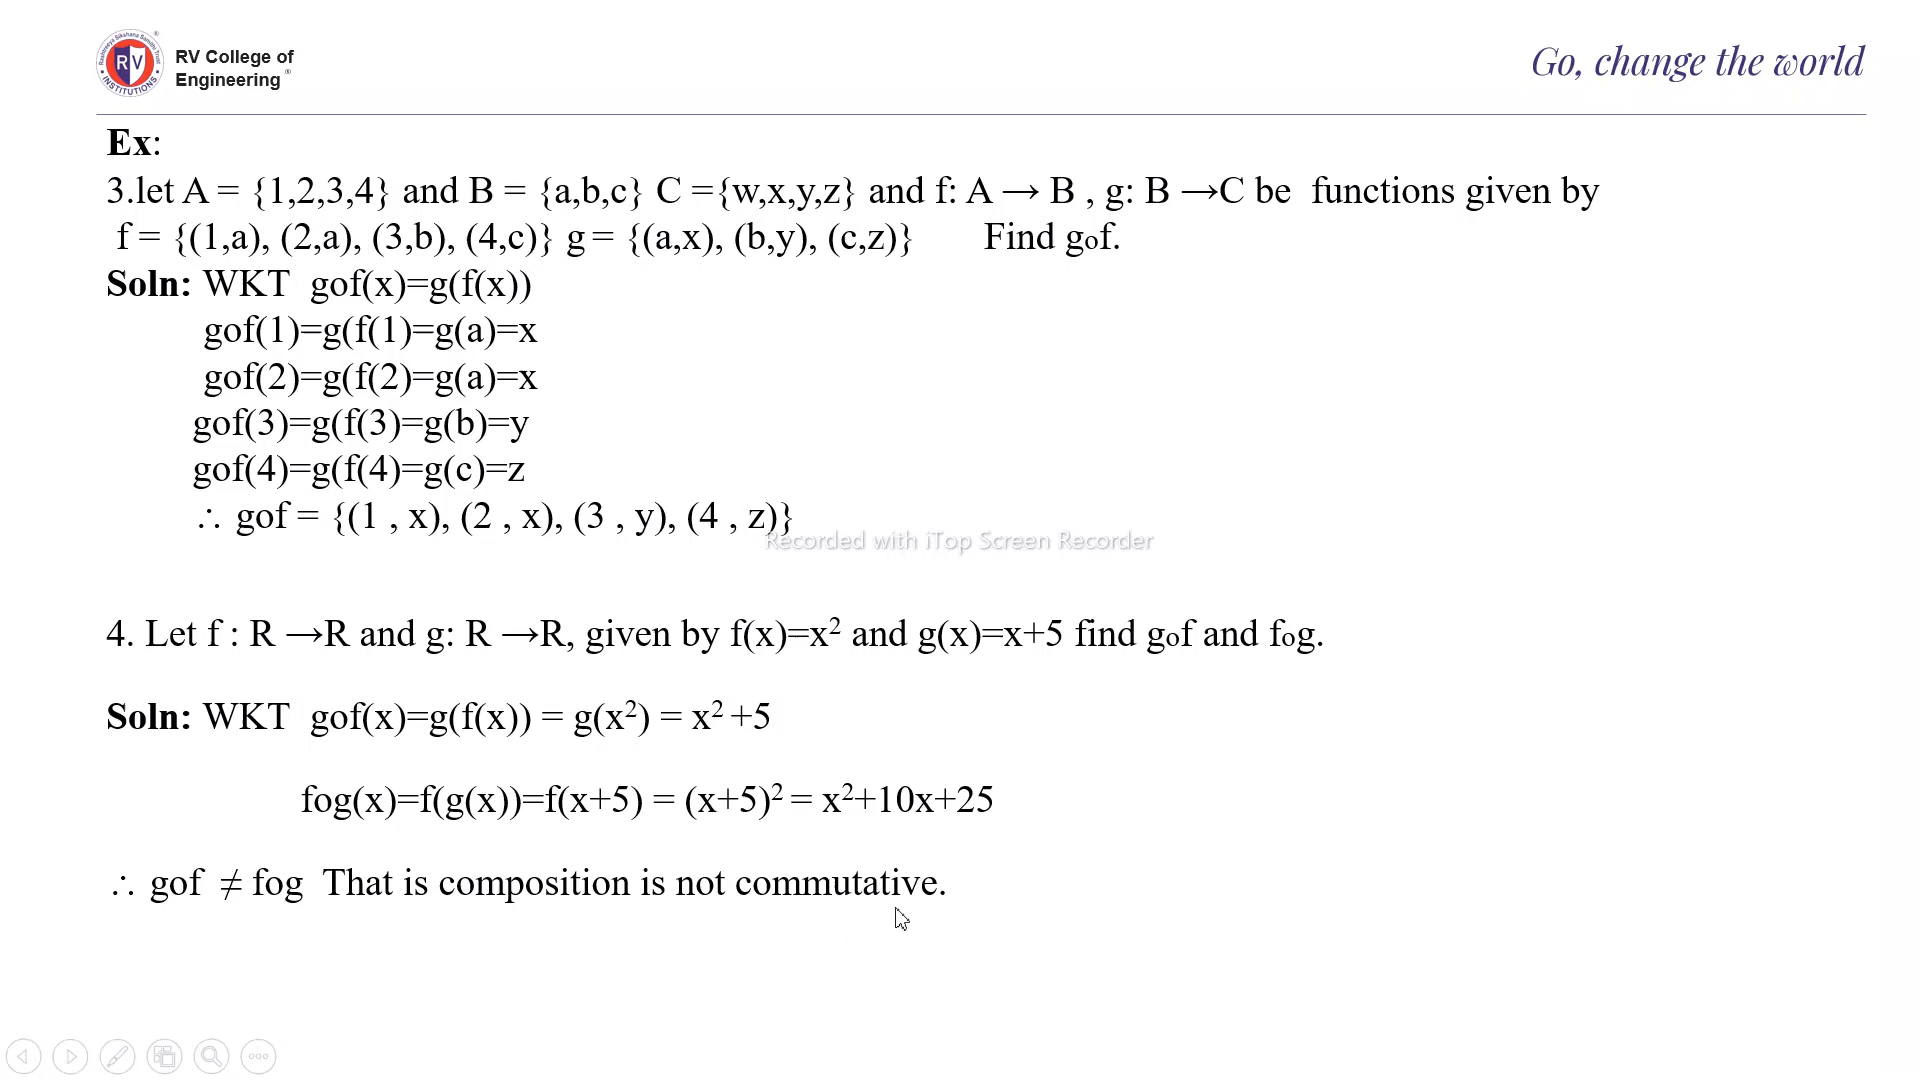 RV College of
Engineering ®
Go, change the world
Ex:
3.let A = {1,2,3,4} and B = {a,b,c} C ={w,x,y,z} and f: A → B , g: B →C be functions given by
f = {(1,a), (2,a), (3,b), (4,c)} g = {(a,x), (b,y), (c,z)} Find gof.
Soln: WKT gof(x)=g(f(x))
gof(1)=g(f(1)=g(a)=x
gof(2)=g(f(2)=g(a)=x
gof(3)=g(f(3)=g(b)=y
gof(4)=g(f(4)=g(c)=z
∴ gof = {(1 , x), (2 , x), (3 , y), (4 , z)}
Recorded with iTop Screen Recorder
4. Let f : R →R and g: R →R, given by f(x)=x² and g(x)=x+5 find gof and fog.
Soln: WKT gof(x)=g(f(x)) = g(x²) = x² +5
fog(x)=f(g(x))=f(x+5) = (x+5)² = x²+10x+25
∴ gof ≠ fog That is composition is not commutative.